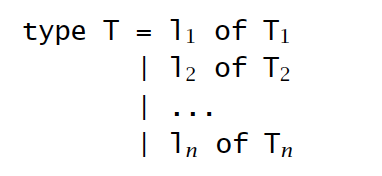 type T = l₁ of T₁
| l₂ of T₂
| ...
| lₙ of Tₙ